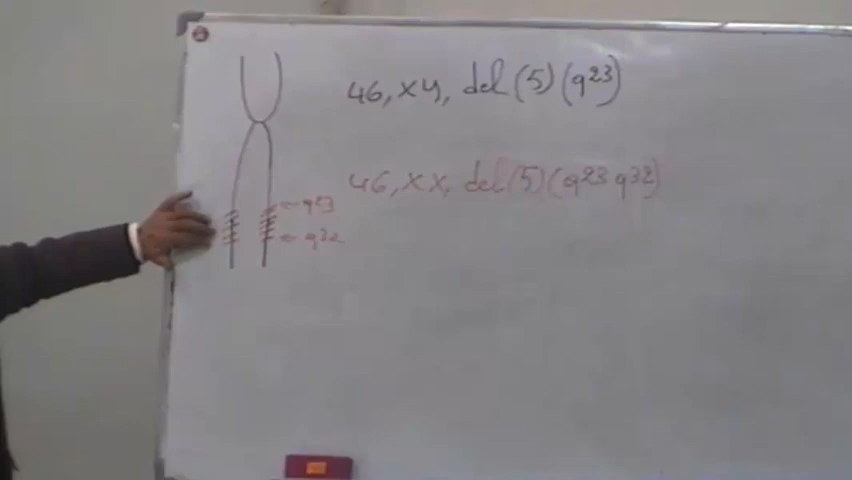 46, XY, del (5) (q23)
46, XX, del (5) (q23 q32)
← q23
← q32